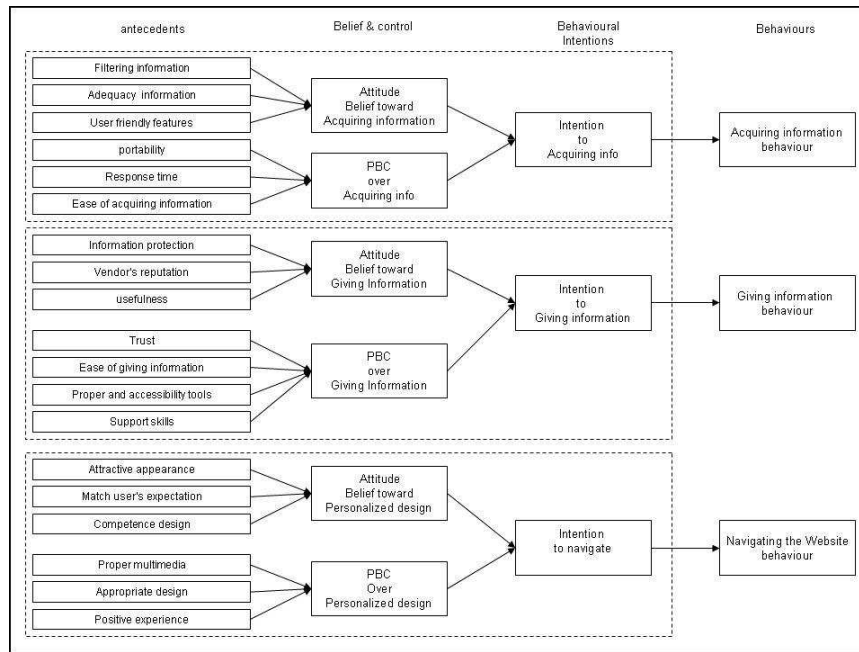 antecedents
Belief & control
Behavioural
Intentions
Behaviours
Filtering information
Adequacy information
User friendly features
portability
Response time
Ease of acquiring information
Attitude
Belief toward
Acquiring information
PBC
over
Acquiring info
Intention
to
Acquiring info
Acquiring information
behaviour
Information protection
Vendor's reputation
usefulness
Trust
Ease of giving information
Proper and accessibility tools
Support skills
Attitude
Belief toward
Giving Information
PBC
over
Giving Information
Intention
to
Giving information
Giving information
behaviour
Attractive appearance
Match user's expectation
Competence design
Proper multimedia
Appropriate design
Positive experience
Attitude
Belief toward
Personalized design
PBC
Over
Personalized design
Intention
to navigate
Navigating the Website
behaviour